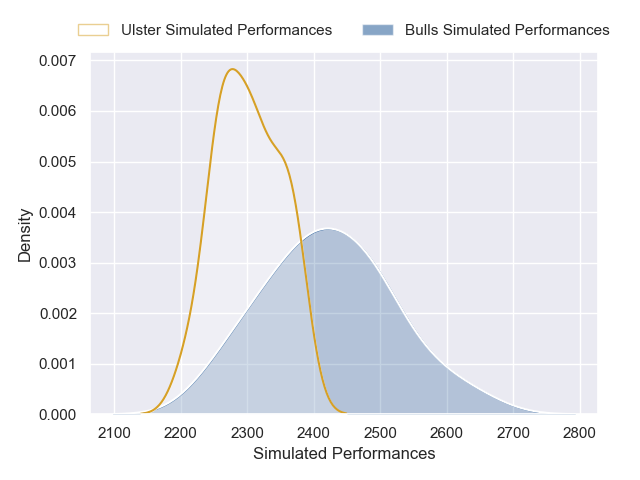 Ulster Simulated Performances Bulls Simulated Performances
0.007
0.006
0.005
0.004
0.003
0.002
0.001
0.000
Density
2100 2200 2300 2400 2500 2600 2700 2800
Simulated Performances